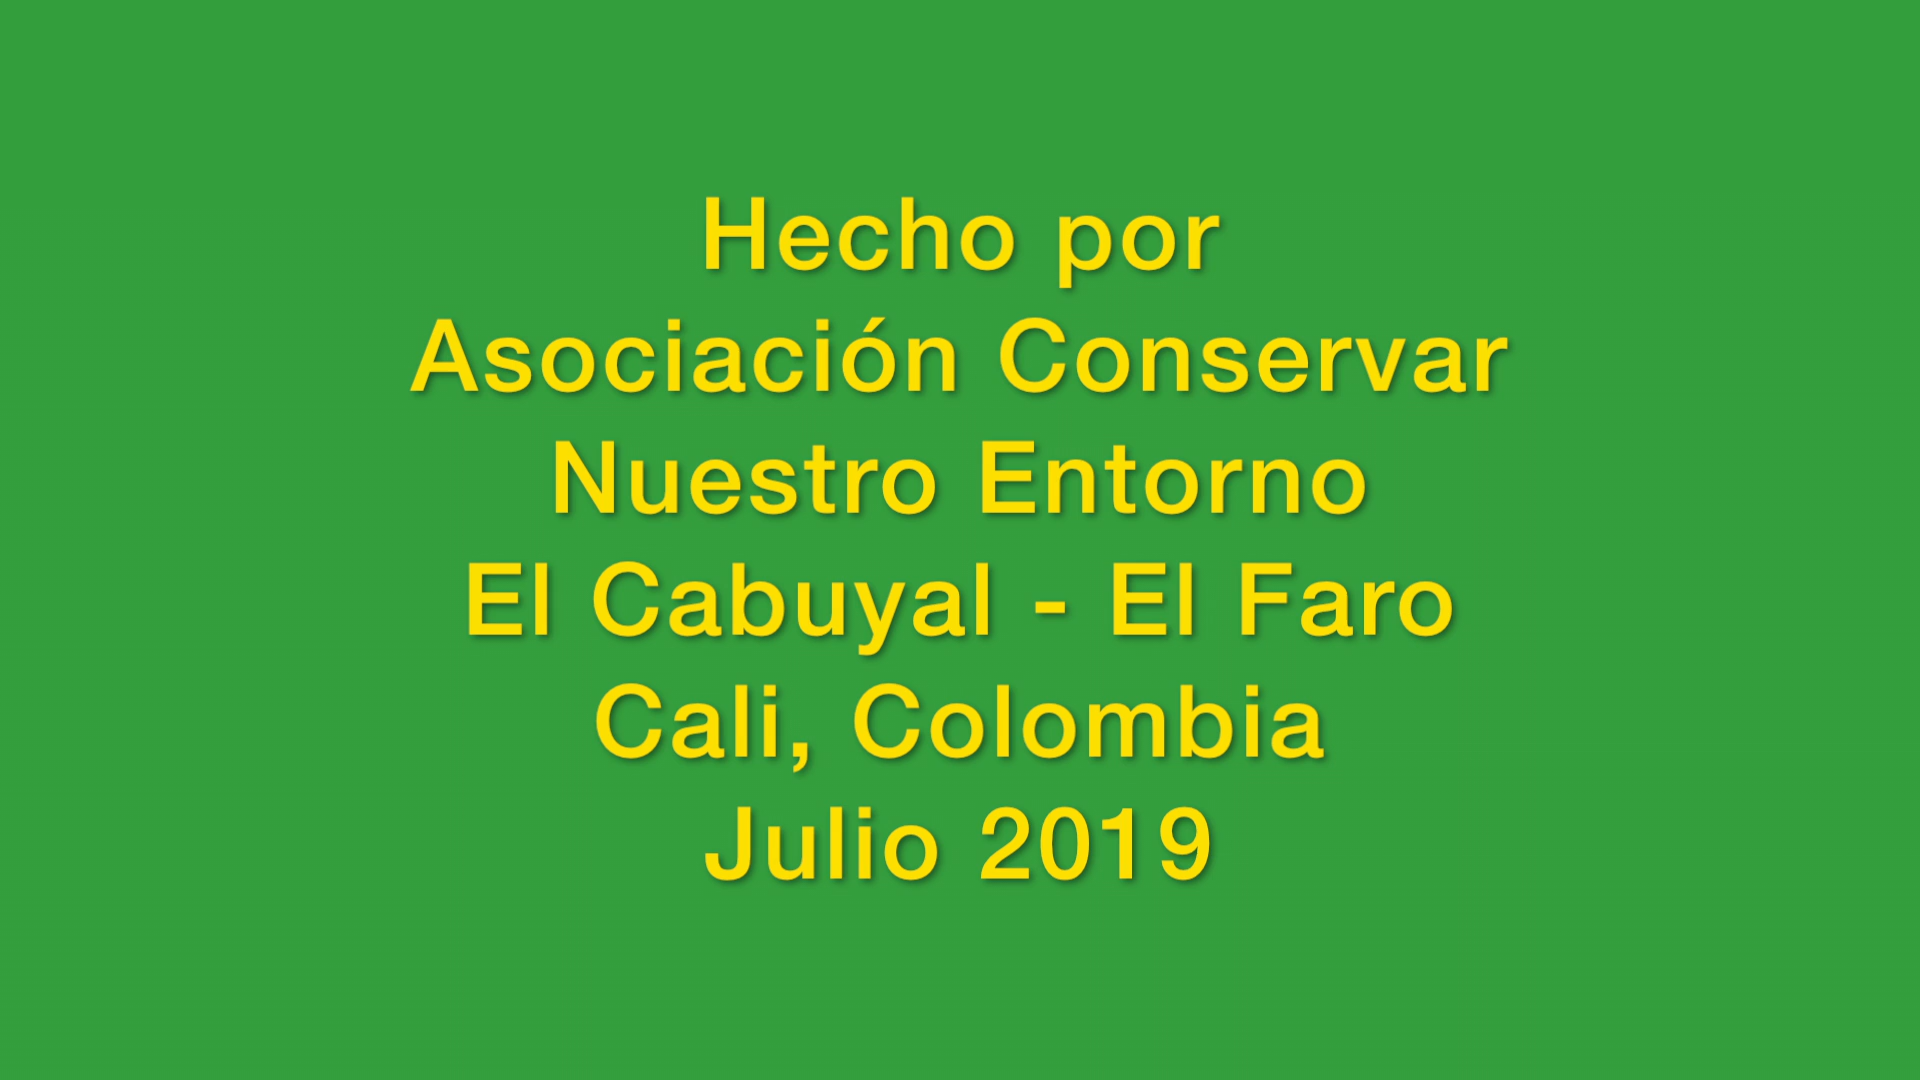 Hecho por
Asociación Conservar
Nuestro Entorno
El Cabuyal - El Faro
Cali, Colombia
Julio 2019